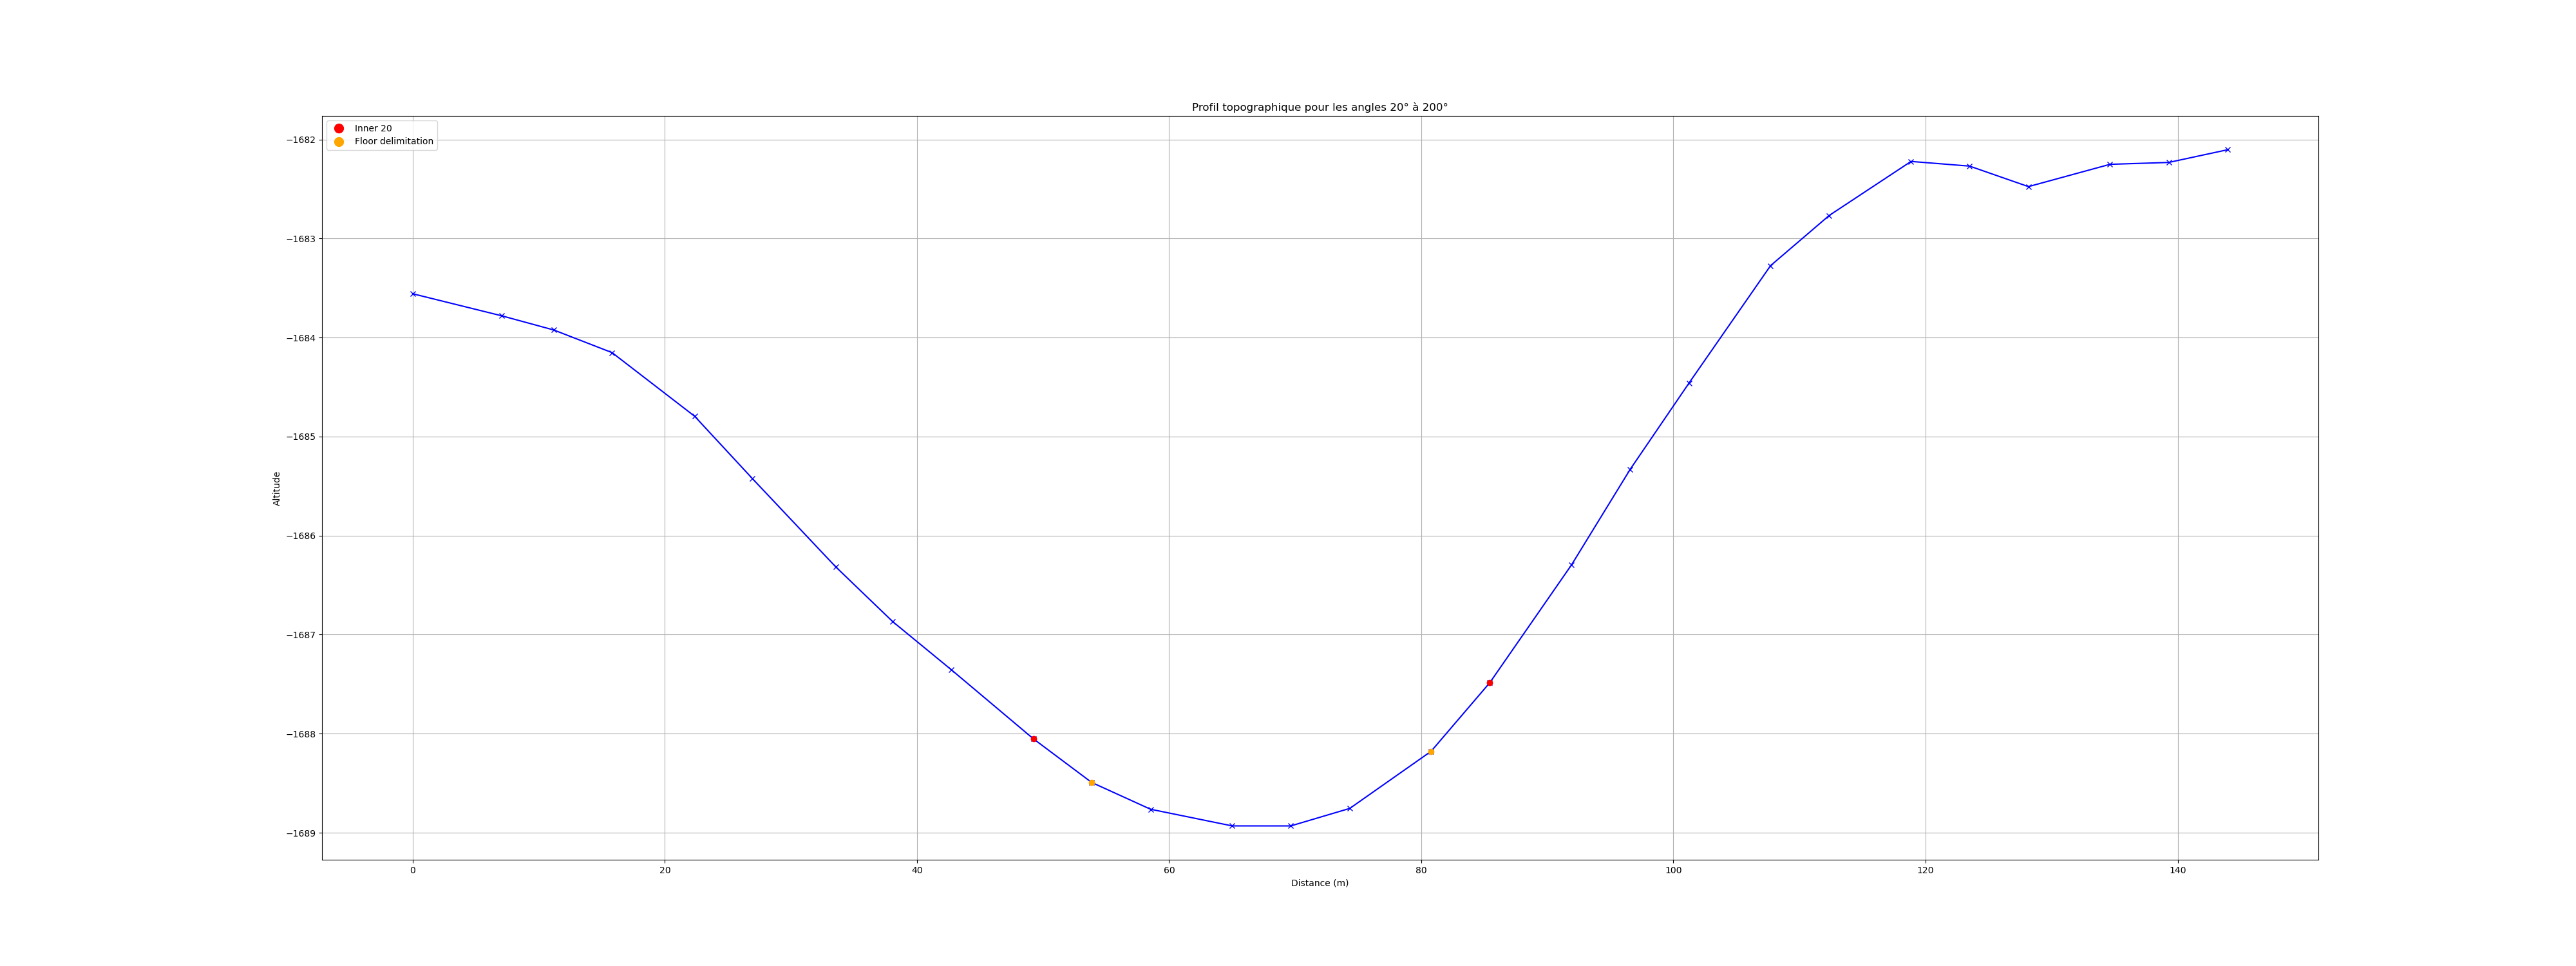 Profil topographique pour les angles 20° à 200°
Inner 20
Floor delimitation
−1682
−1683
−1684
−1685
−1686
−1687
−1688
−1689
Altitude
0 20 40 60 80 100 120 140
Distance (m)